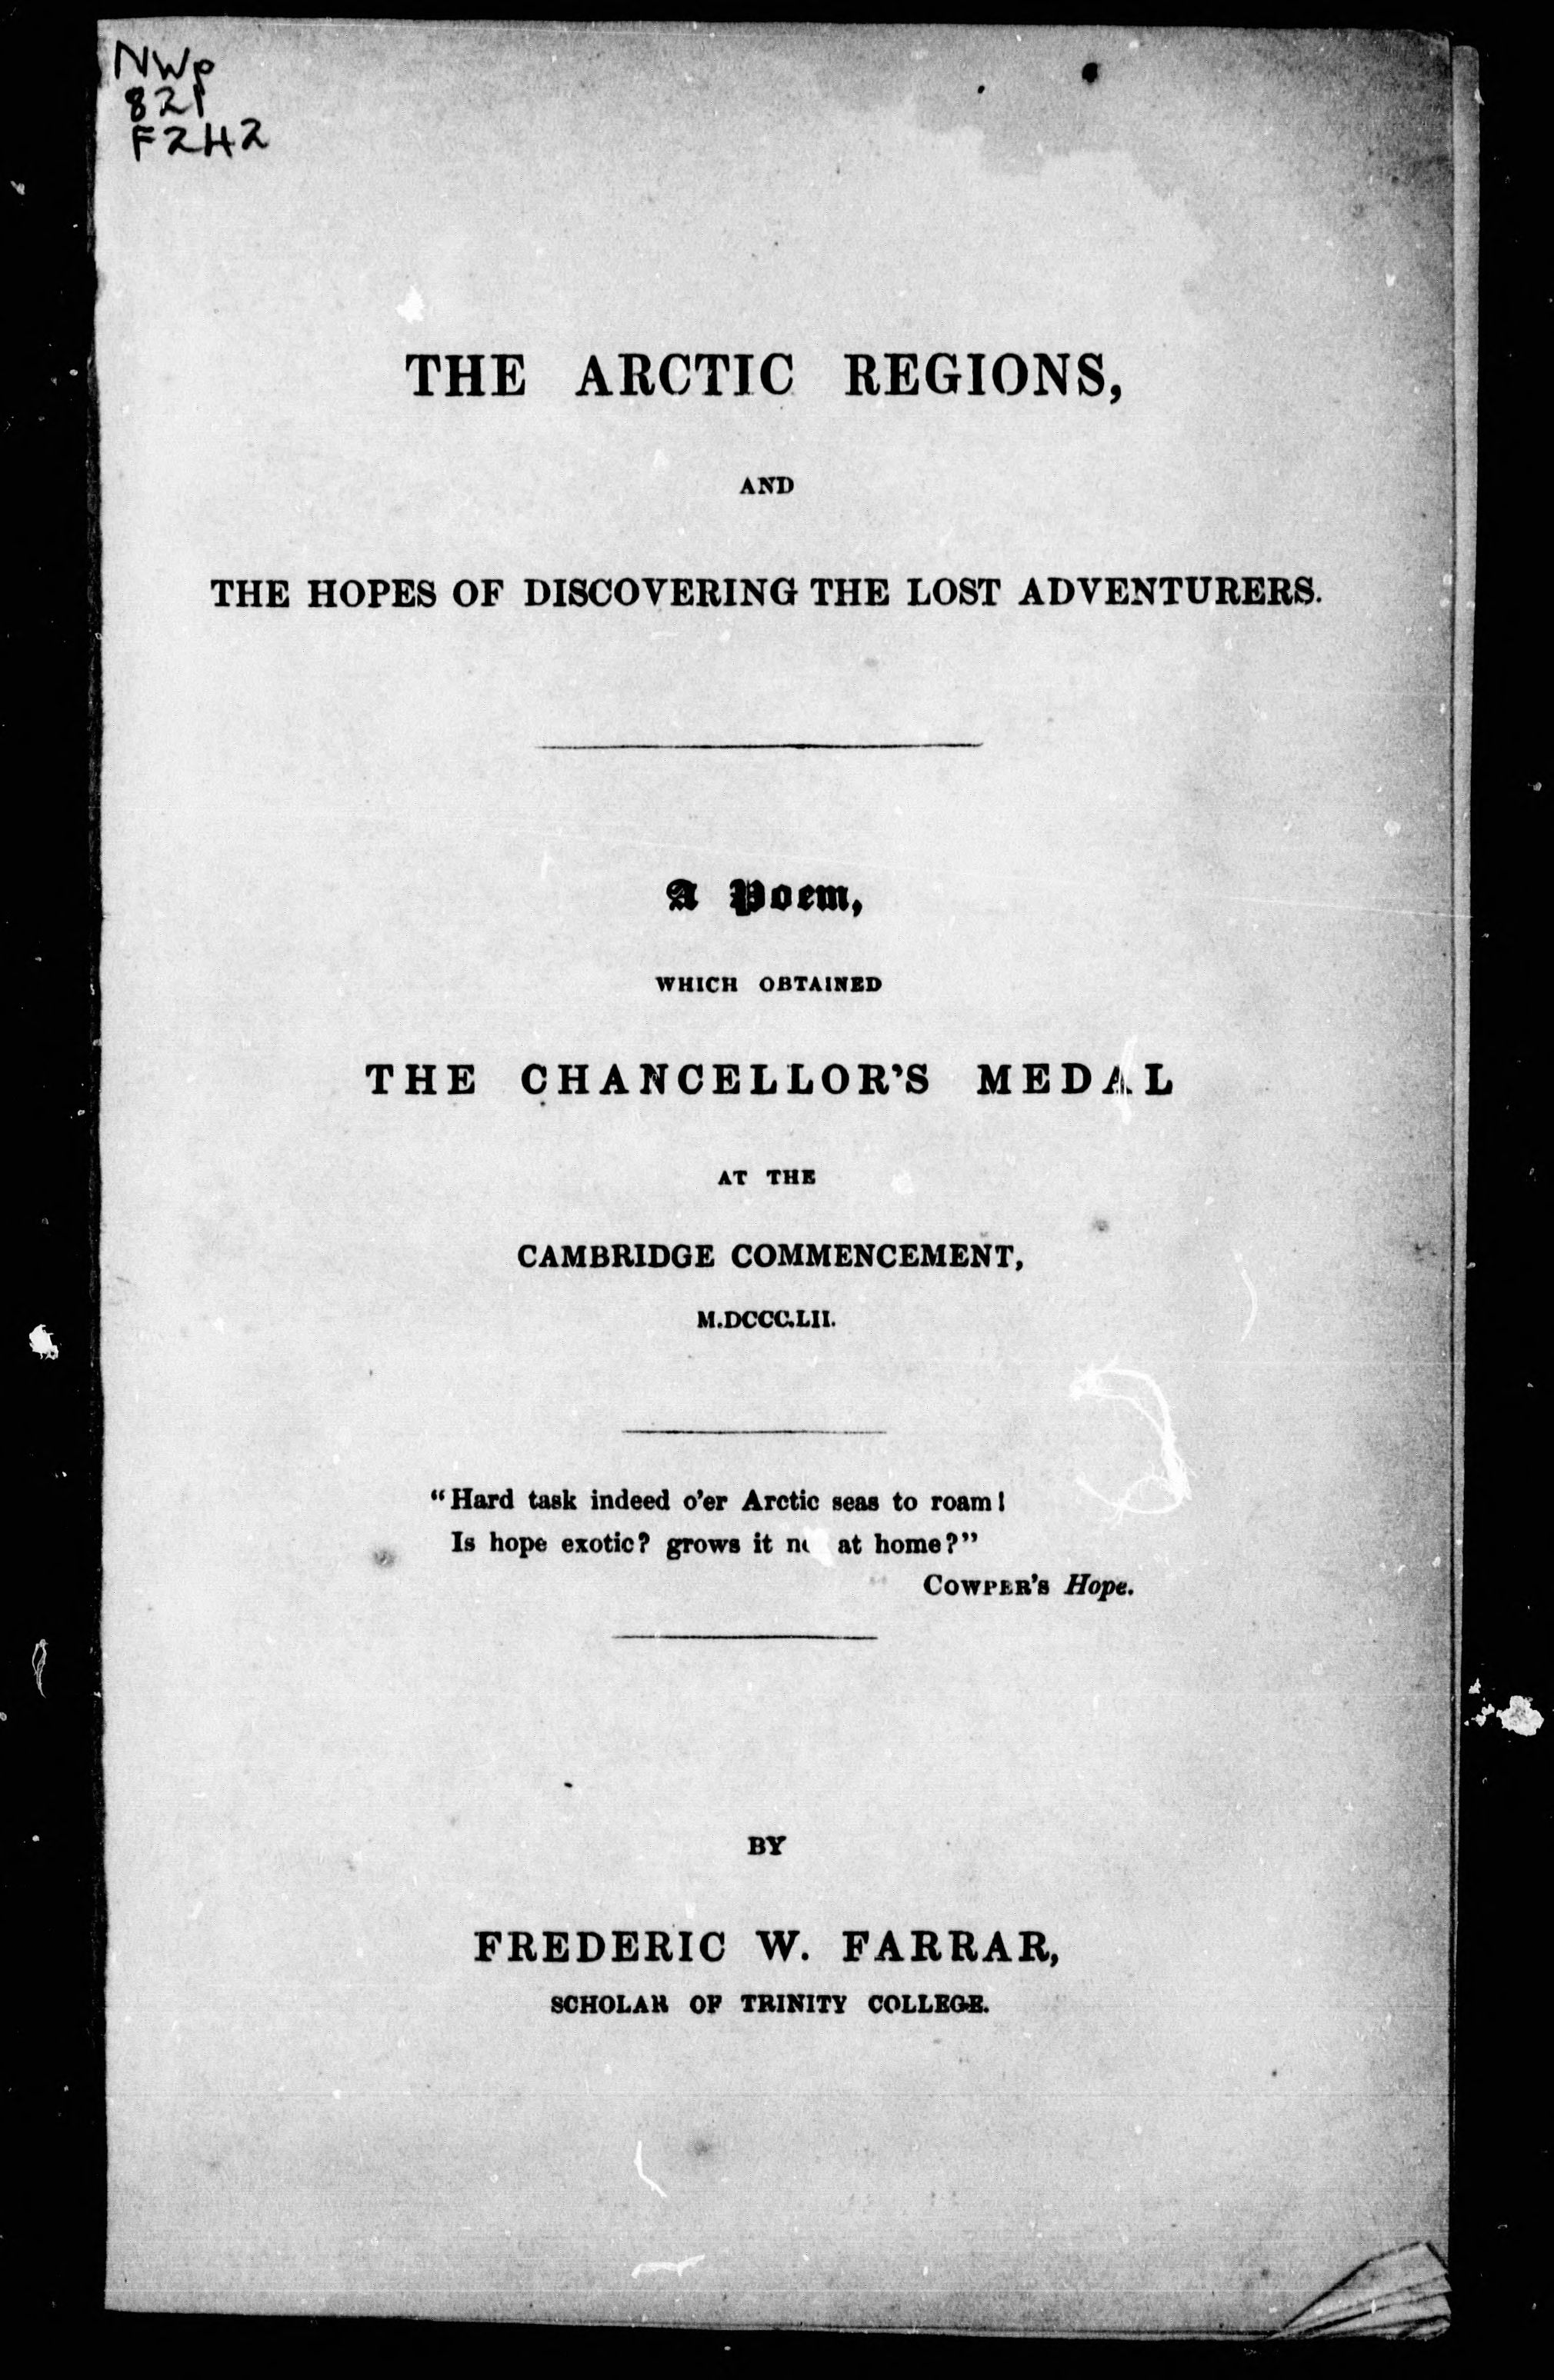 NWp
821
F2H2
THE ARCTIC REGIONS,
AND
THE HOPES OF DISCOVERING THE LOST ADVENTURERS.
A Poem,
WHICH OBTAINED
THE CHANCELLOR'S MEDAL
AT THE
CAMBRIDGE COMMENCEMENT,
M.DCCC.LII.
"Hard task indeed o'er Arctic seas to roam!
Is hope exotic? grows it at home?"
COWPER'S Hope.
BY
FREDERIC W. FARRAR,
SCHOLAR OF TRINITY COLLEGE.